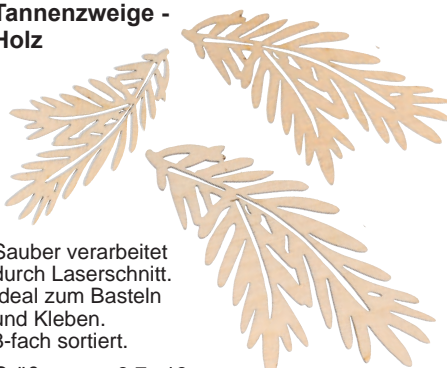 Tannenzweige -
Holz
Sauber verarbeitet
durch Laserschnitt.
Ideal zum Basteln
und Kleben.
3-fach sortiert.